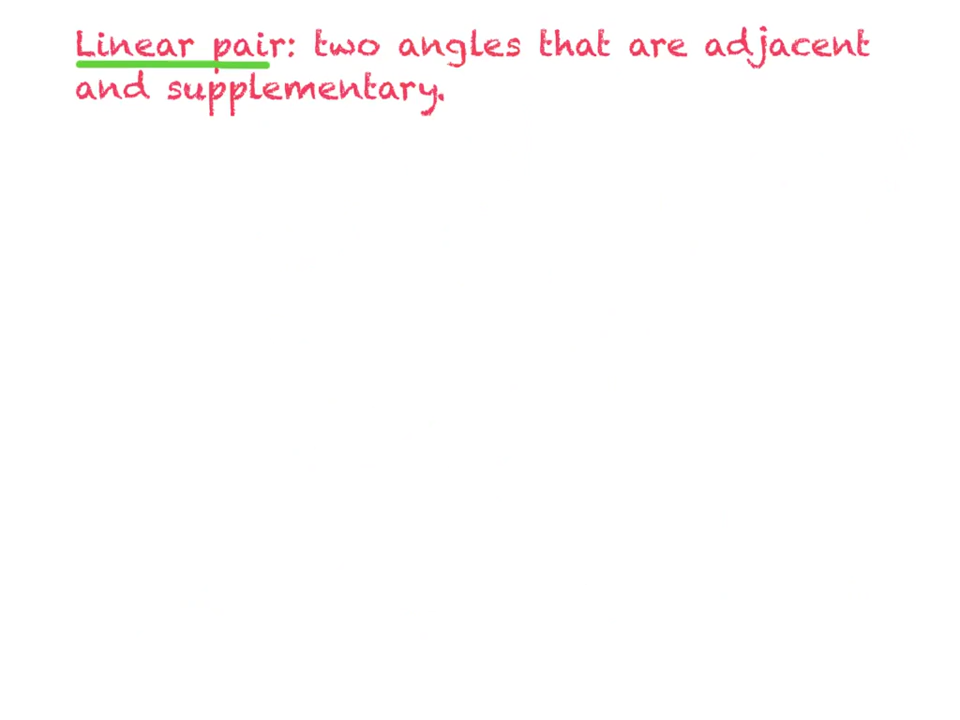 Linear pair: two angles that are adjacent
and supplementary.